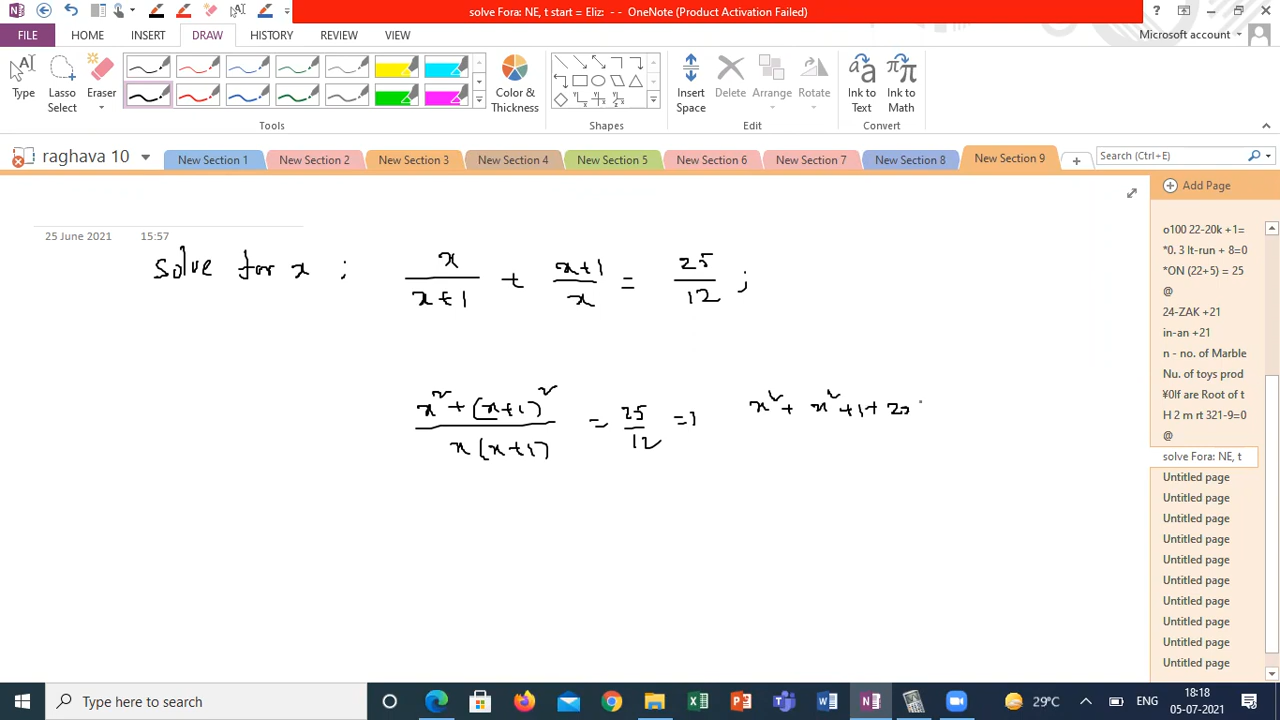 solve Fora: NE, t start = Eliz: - - OneNote (Product Activation Failed)
FILE HOME INSERT DRAW HISTORY REVIEW VIEW Microsoft account
Type Lasso Select Eraser Color & Thickness Insert Space Delete Arrange Rotate Ink to Text Ink to Math
Tools Shapes Edit Convert
raghava 10 New Section 1 New Section 2 New Section 3 New Section 4 New Section 5 New Section 6 New Section 7 New Section 8 New Section 9 Search (Ctrl+E)
Add Page
25 June 2021 15:57
Solve for x ; x/(x+1) + (x+1)/x = 25/12 ;
(x² + (x+1)²)/(x(x+1)) = 25/12 => x² + x² + 1 + 2x
o100 22-20k +1=
*0. 3 lt-run + 8=0
*ON (22+5) = 25
@
24-ZAK +21
in-an +21
n - no. of Marble
Nu. of toys prod
¥0lf are Root of t
H 2 m rt 321-9=0
@
solve Fora: NE, t
Untitled page
Untitled page
Untitled page
Untitled page
Untitled page
Untitled page
Untitled page
Untitled page
Untitled page
Untitled page
Type here to search 29°C ENG 18:18
05-07-2021